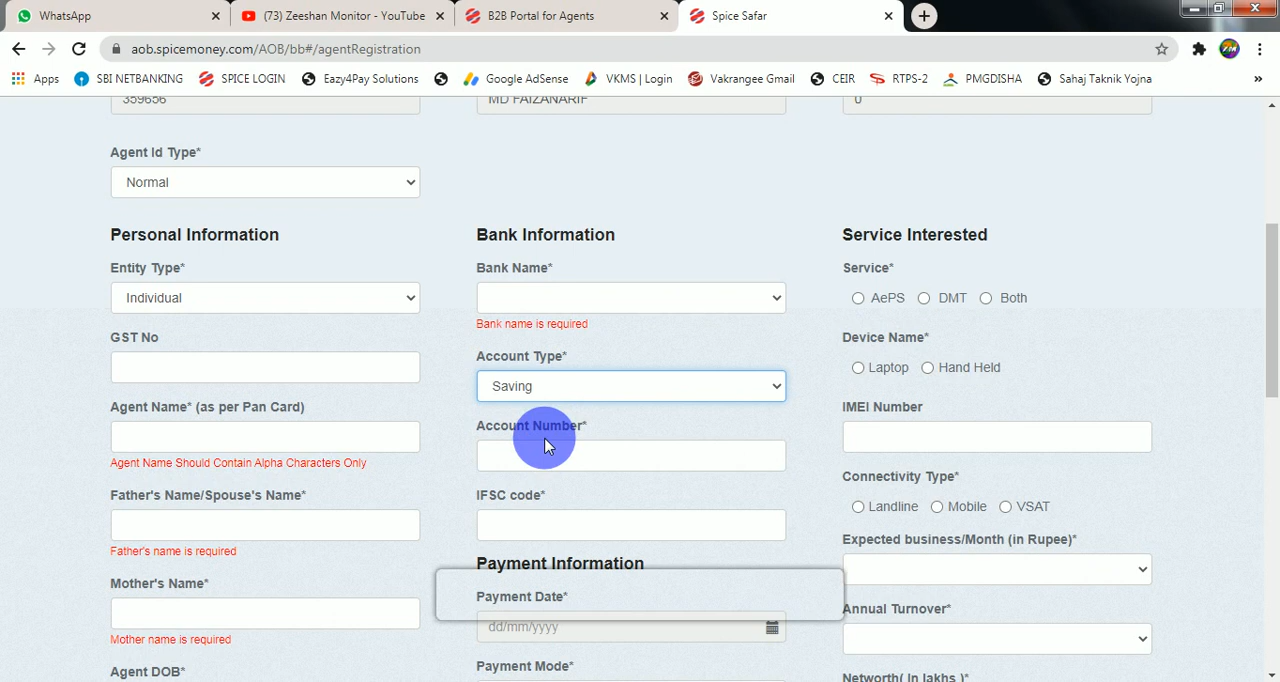 WhatsApp
(73) Zeeshan Monitor - YouTube
B2B Portal for Agents
Spice Safar
aob.spicemoney.com/AOB/bb#/agentRegistration
Apps
SBI NETBANKING
SPICE LOGIN
Eazy4Pay Solutions
Google AdSense
VKMS | Login
Vakrangee Gmail
CEIR
RTPS-2
PMGDISHA
Sahaj Taknik Yojna
»
359656
MD FAIZANARIF
0
Agent Id Type*
Normal
Personal Information
Entity Type*
Individual
GST No
Agent Name* (as per Pan Card)
Agent Name Should Contain Alpha Characters Only
Father's Name/Spouse's Name*
Father's name is required
Mother's Name*
Mother name is required
Agent DOB*
Bank Information
Bank Name*
Bank name is required
Account Type*
Saving
Account Number*
IFSC code*
Payment Information
Payment Date*
dd/mm/yyyy
Payment Mode*
Service Interested
Service*
AePS DMT Both
Device Name*
Laptop Hand Held
IMEI Number
Connectivity Type*
Landline Mobile VSAT
Expected business/Month (in Rupee)*
Annual Turnover*
Networth( in lakhs )*